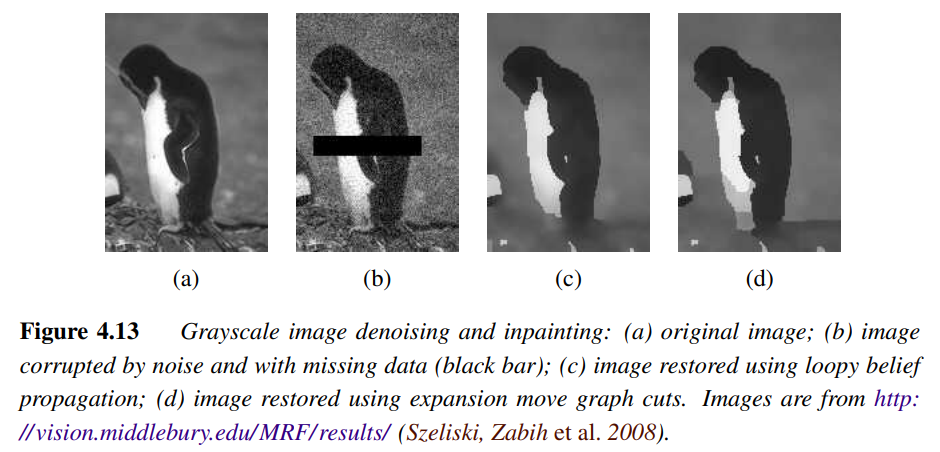 (a) (b) (c) (d)
Figure 4.13 Grayscale image denoising and inpainting: (a) original image; (b) image
corrupted by noise and with missing data (black bar); (c) image restored using loopy belief
propagation; (d) image restored using expansion move graph cuts. Images are from http:
//vision.middlebury.edu/MRF/results/ (Szeliski, Zabih et al. 2008).